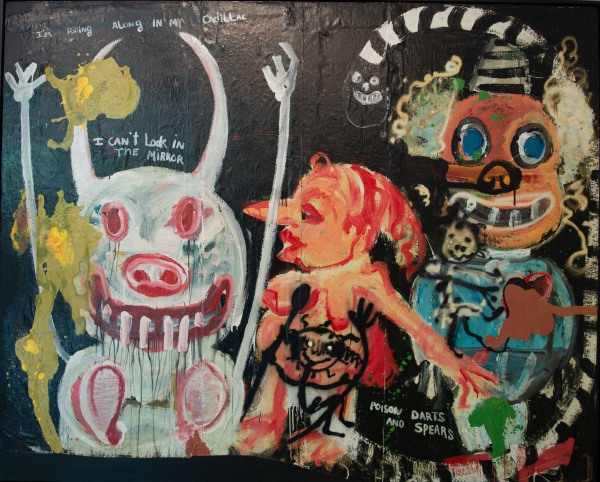 I'm Riding ALONG IN MY Cadillac
I CAN't Look in
THE MIRROR
POISON DARTS
AND SPEARS